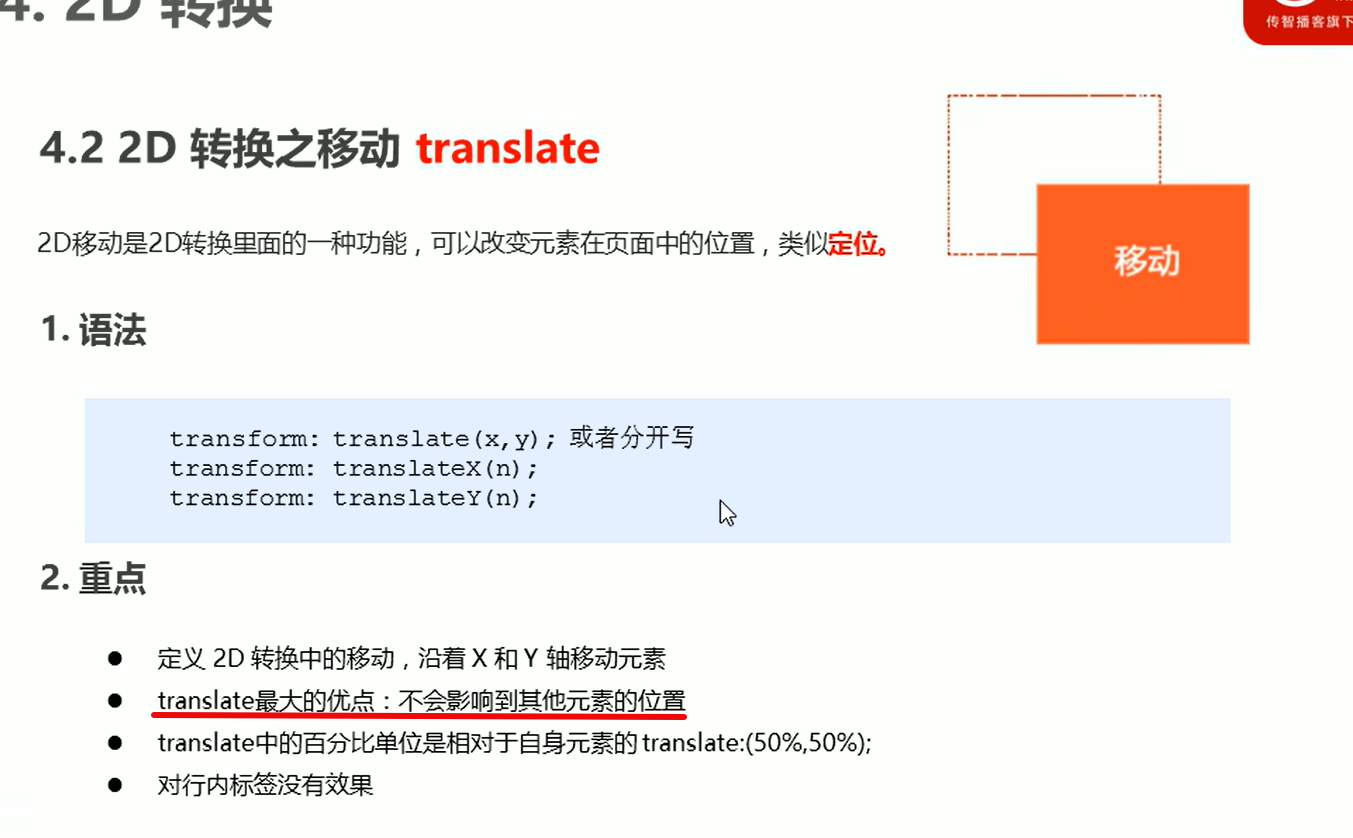 4. 2D 转换
传智播客旗下
4.2 2D 转换之移动 translate
2D移动是2D转换里面的一种功能，可以改变元素在页面中的位置，类似定位。
移动
1. 语法
transform: translate(x,y); 或者分开写
transform: translateX(n);
transform: translateY(n);
2. 重点
● 定义 2D 转换中的移动，沿着 X 和 Y 轴移动元素
● translate最大的优点：不会影响到其他元素的位置
● translate中的百分比单位是相对于自身元素的 translate:(50%,50%);
● 对行内标签没有效果